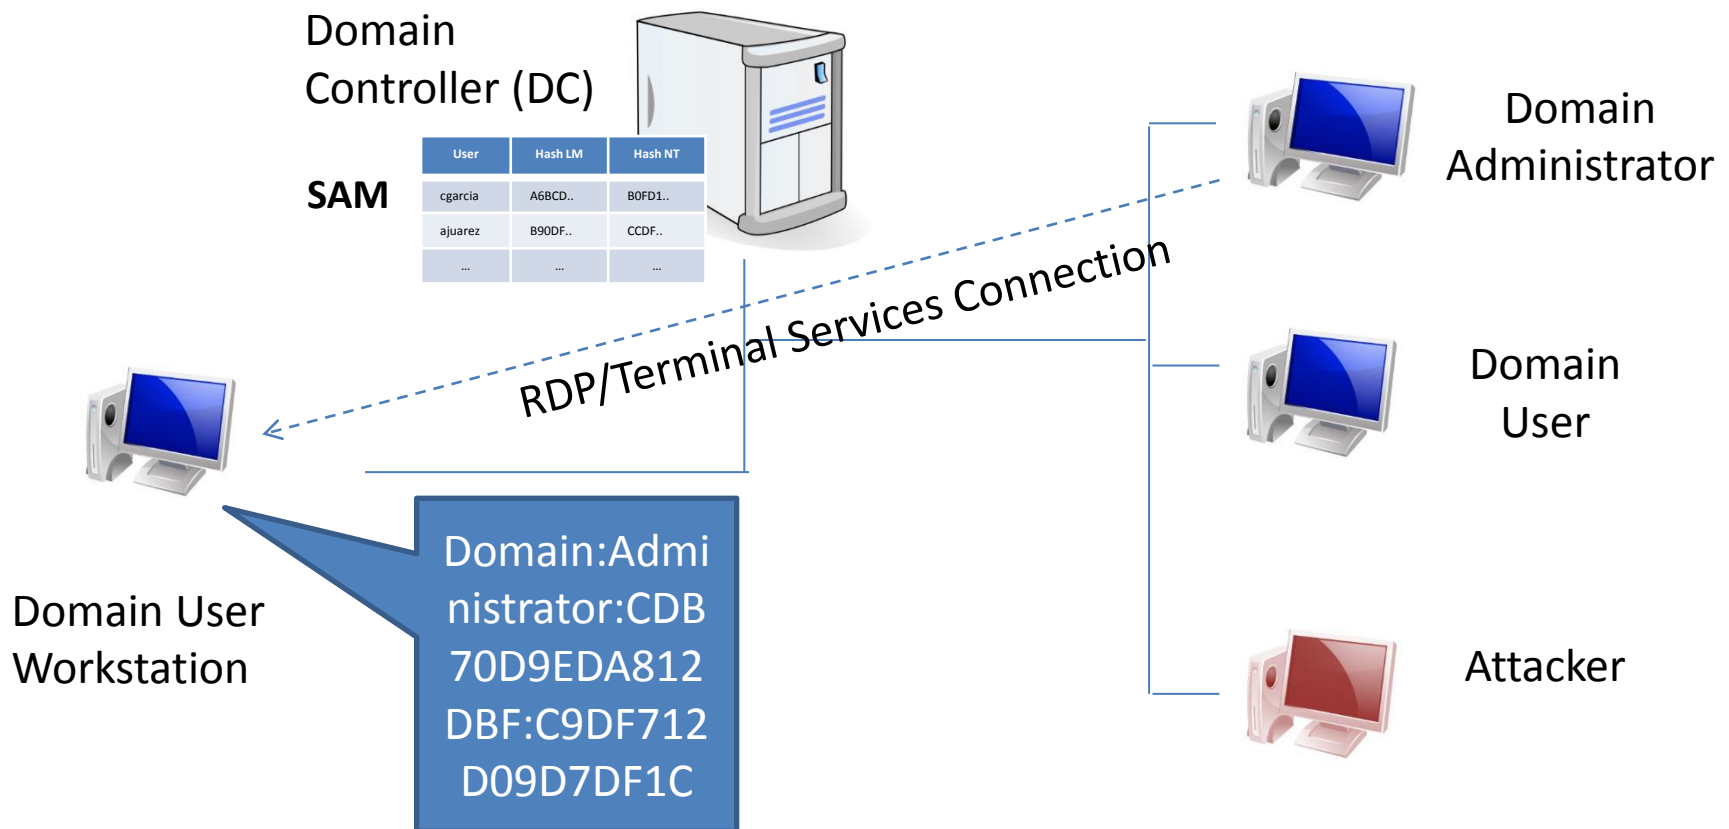 Domain
Controller (DC)
SAM
User Hash LM Hash NT
cgarcia A6BCD.. B0FD1..
ajuarez B90DF.. CCDF..
... ... ...
Domain
Administrator
RDP/Terminal Services Connection
Domain
User
Domain User
Workstation
Domain:Admi
nistrator:CDB
70D9EDA812
DBF:C9DF712
D09D7DF1C
Attacker